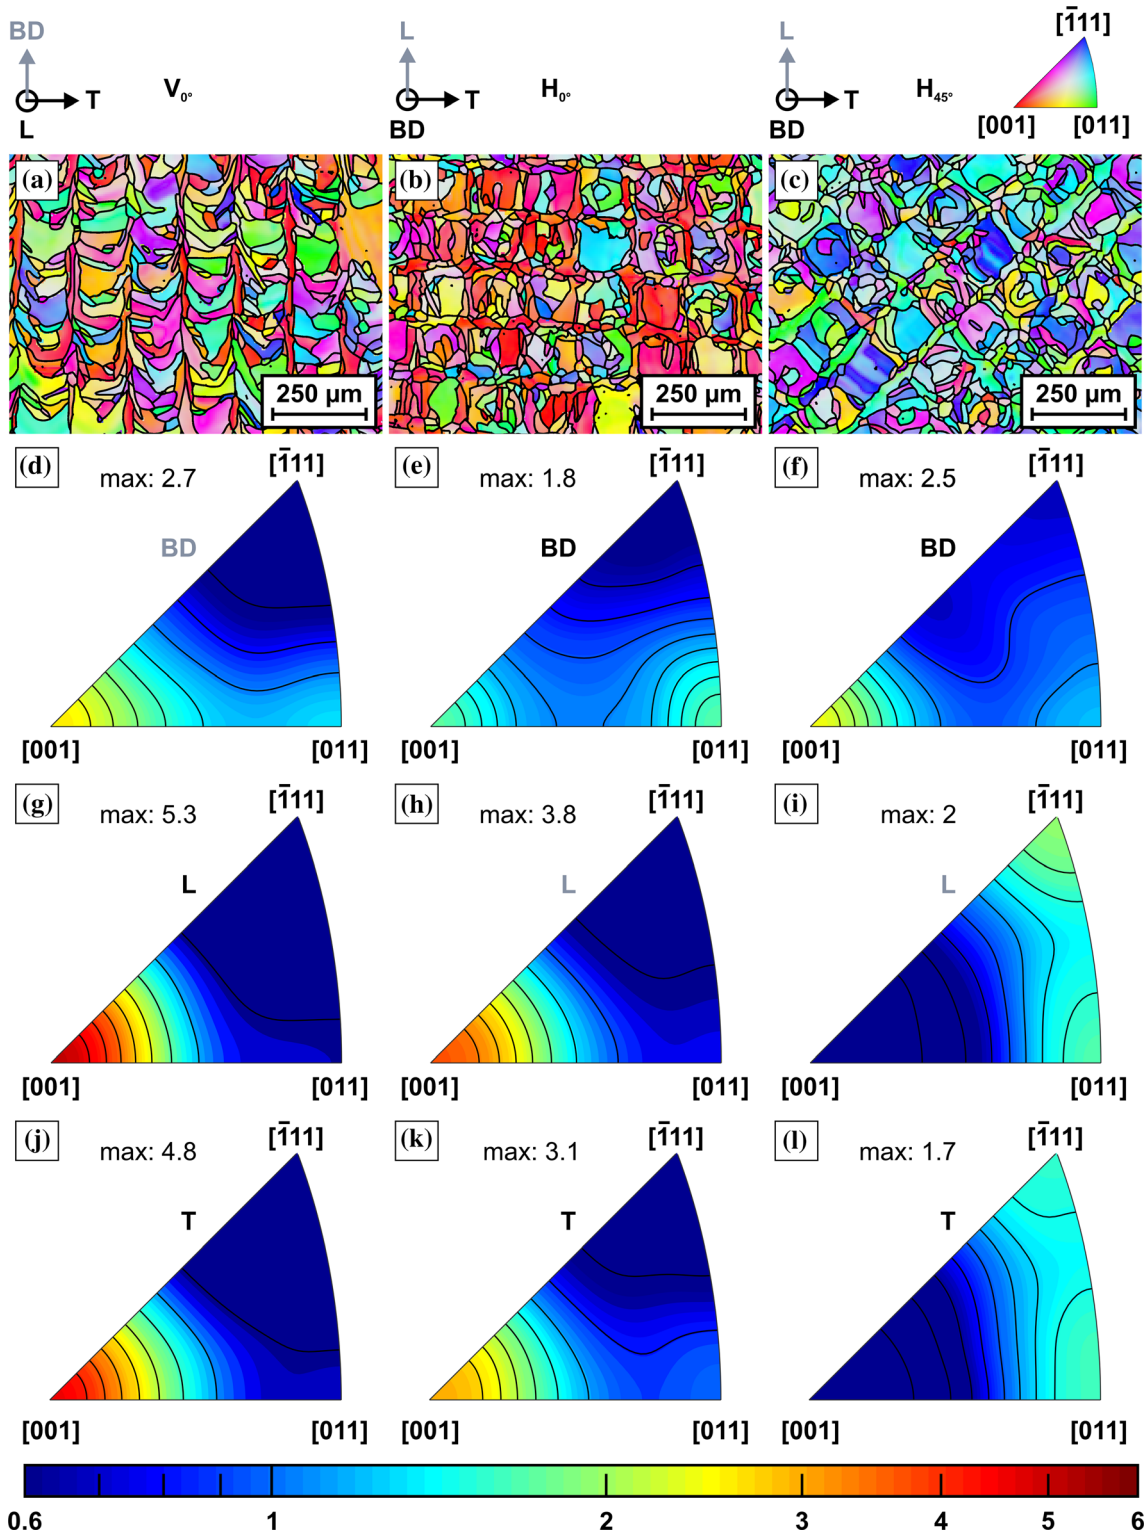 BD
T
L
V0°
L
T
BD
H0°
L
T
BD
H45°
[1̄11]
[001] [011]
(a)
250 µm
(b)
250 µm
(c)
250 µm
(d) max: 2.7 [1̄11]
BD
[001] [011]
(e) max: 1.8 [1̄11]
BD
[001] [011]
(f) max: 2.5 [1̄11]
BD
[001] [011]
(g) max: 5.3 [1̄11]
L
[001] [011]
(h) max: 3.8 [1̄11]
L
[001] [011]
(i) max: 2 [1̄11]
L
[001] [011]
(j) max: 4.8 [1̄11]
T
[001] [011]
(k) max: 3.1 [1̄11]
T
[001] [011]
(l) max: 1.7 [1̄11]
T
[001] [011]
0.6 1 2 3 4 5 6